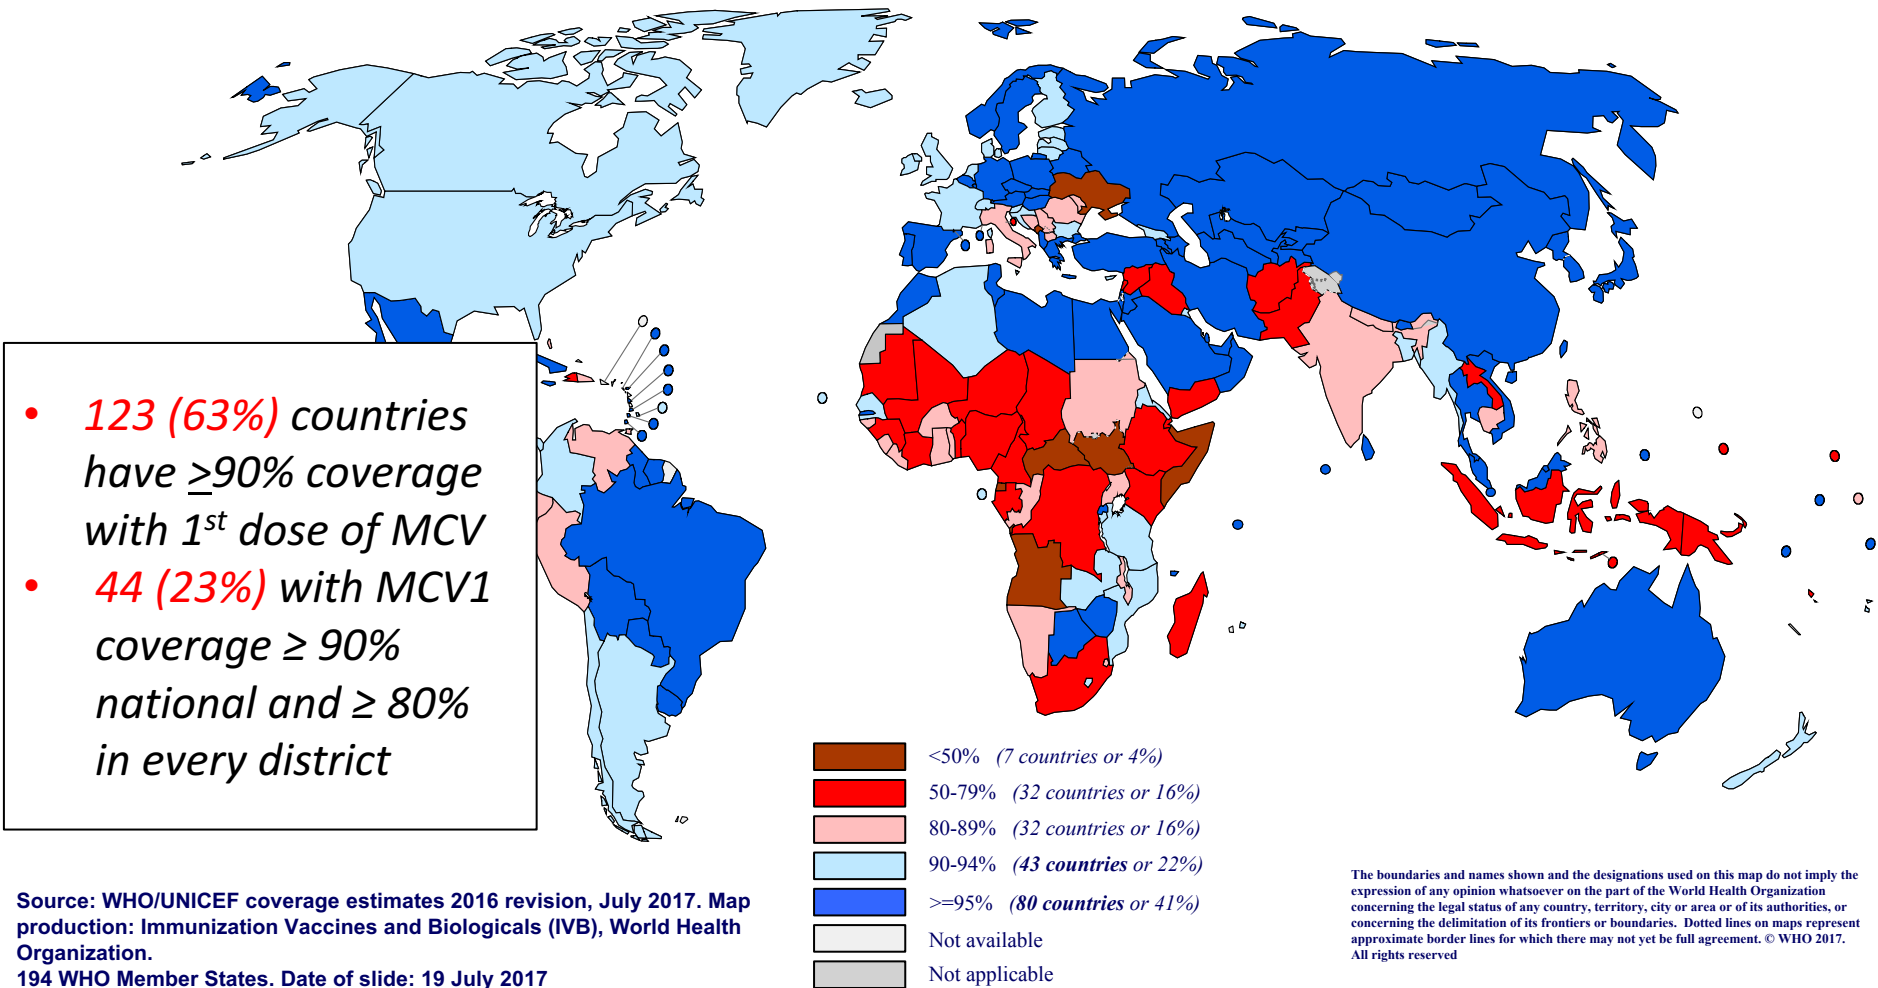 • 123 (63%) countries
have >90% coverage
with 1st dose of MCV
• 44 (23%) with MCV1
coverage ≥ 90%
national and ≥ 80%
in every district
<50% (7 countries or 4%)
50-79% (32 countries or 16%)
80-89% (32 countries or 16%)
90-94% (43 countries or 22%)
>=95% (80 countries or 41%)
Not available
Not applicable
Source: WHO/UNICEF coverage estimates 2016 revision, July 2017. Map
production: Immunization Vaccines and Biologicals (IVB), World Health
Organization.
194 WHO Member States. Date of slide: 19 July 2017
The boundaries and names shown and the designations used on this map do not imply the
expression of any opinion whatsoever on the part of the World Health Organization
concerning the legal status of any country, territory, city or area or of its authorities, or
concerning the delimitation of its frontiers or boundaries. Dotted lines on maps represent
approximate border lines for which there may not yet be full agreement. © WHO 2017.
All rights reserved